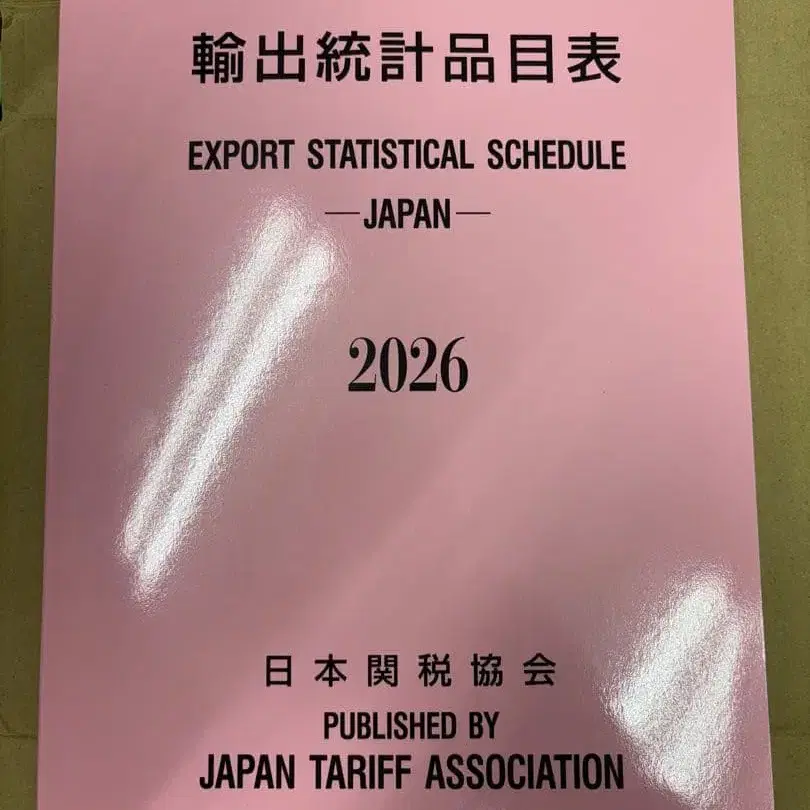 輸出統計品目表
EXPORT STATISTICAL SCHEDULE
—JAPAN—
2026
日本関税協会
PUBLISHED BY
JAPAN TARIFF ASSOCIATION